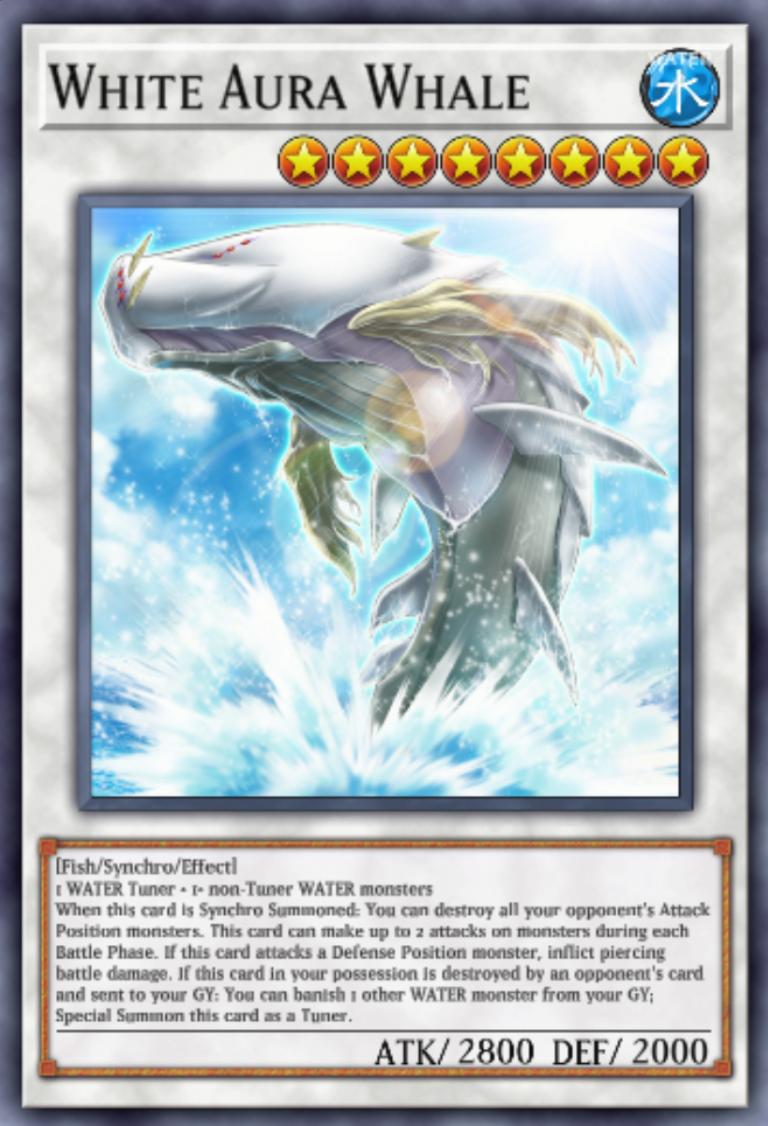 WHITE AURA WHALE
WATER
水
[Fish/Synchro/Effect]
1 WATER Tuner + 1+ non-Tuner WATER monsters
When this card is Synchro Summoned: You can destroy all your opponent's Attack
Position monsters. This card can make up to 2 attacks on monsters during each
Battle Phase. If this card attacks a Defense Position monster, inflict piercing
battle damage. If this card in your possession is destroyed by an opponent's card
and sent to your GY: You can banish 1 other WATER monster from your GY;
Special Summon this card as a Tuner.
ATK/ 2800 DEF/ 2000